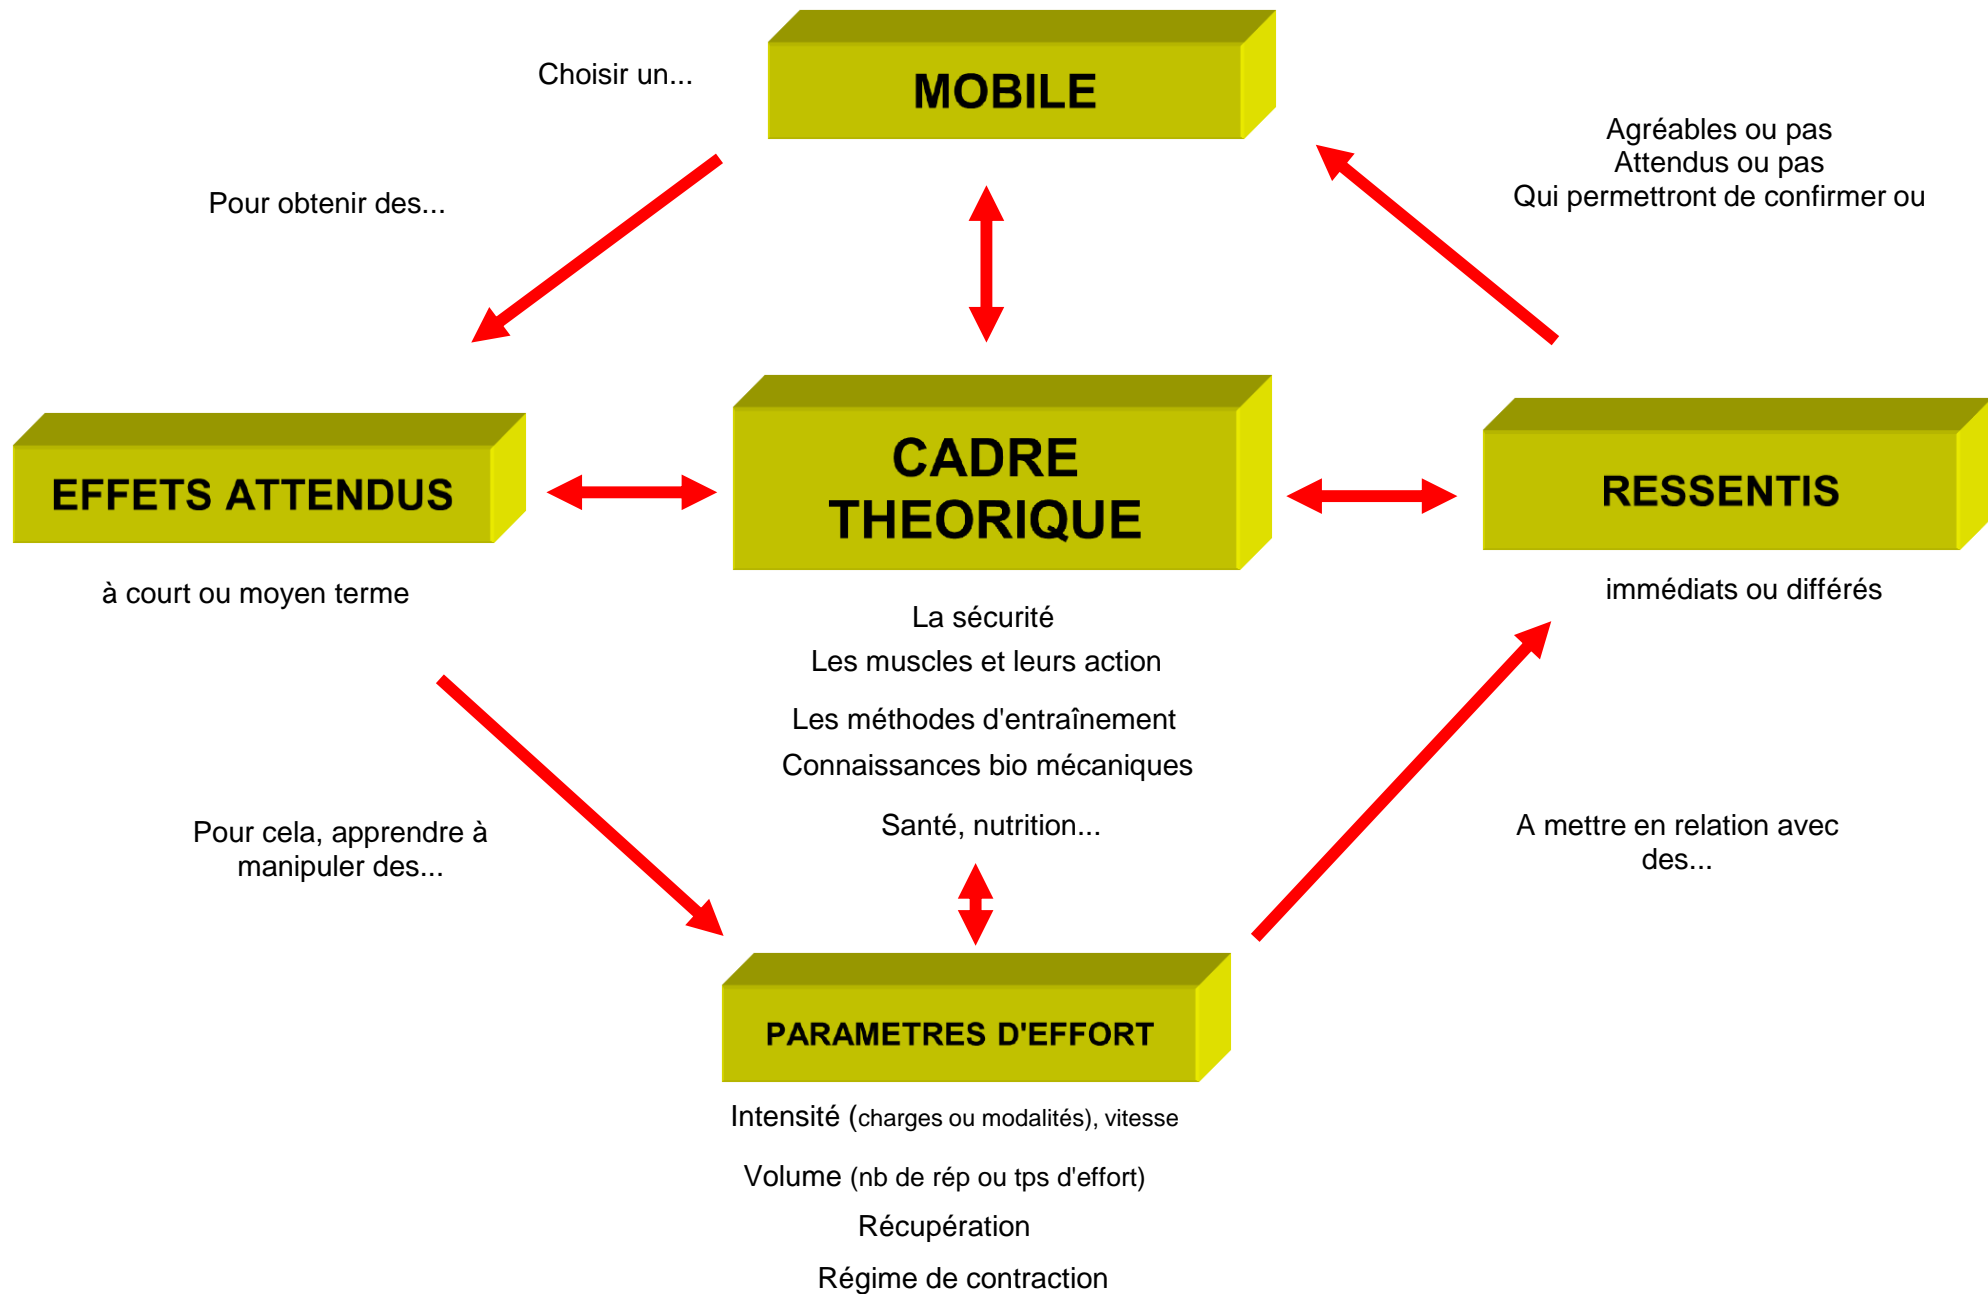 Choisir un...
MOBILE
Agréables ou pas
Attendus ou pas
Qui permettront de confirmer ou
Pour obtenir des...
EFFETS ATTENDUS
à court ou moyen terme
CADRE
THEORIQUE
La sécurité
Les muscles et leurs action
Les méthodes d'entraînement
Connaissances bio mécaniques
Santé, nutrition...
RESSENTIS
immédiats ou différés
Pour cela, apprendre à
manipuler des...
A mettre en relation avec
des...
PARAMETRES D'EFFORT
Intensité (charges ou modalités), vitesse
Volume (nb de rép ou tps d'effort)
Récupération
Régime de contraction